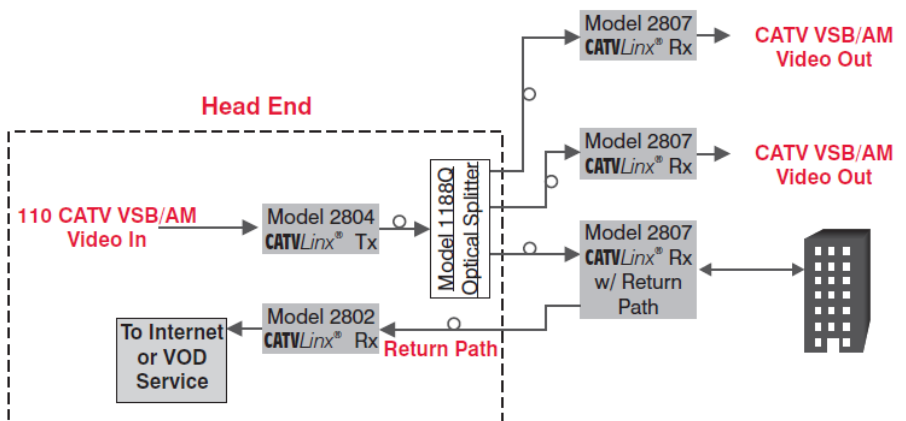 Model 2807
CATVLinx® Rx
CATV VSB/AM
Video Out
Head End
Model 2807
CATVLinx® Rx
CATV VSB/AM
Video Out
110 CATV VSB/AM
Video In
Model 2804
CATVLinx® Tx
Model 1188Q
Optical Splitter
Model 2807
CATVLinx® Rx
w/ Return
Path
To Internet
or VOD
Service
Model 2802
CATVLinx® Rx
Return Path